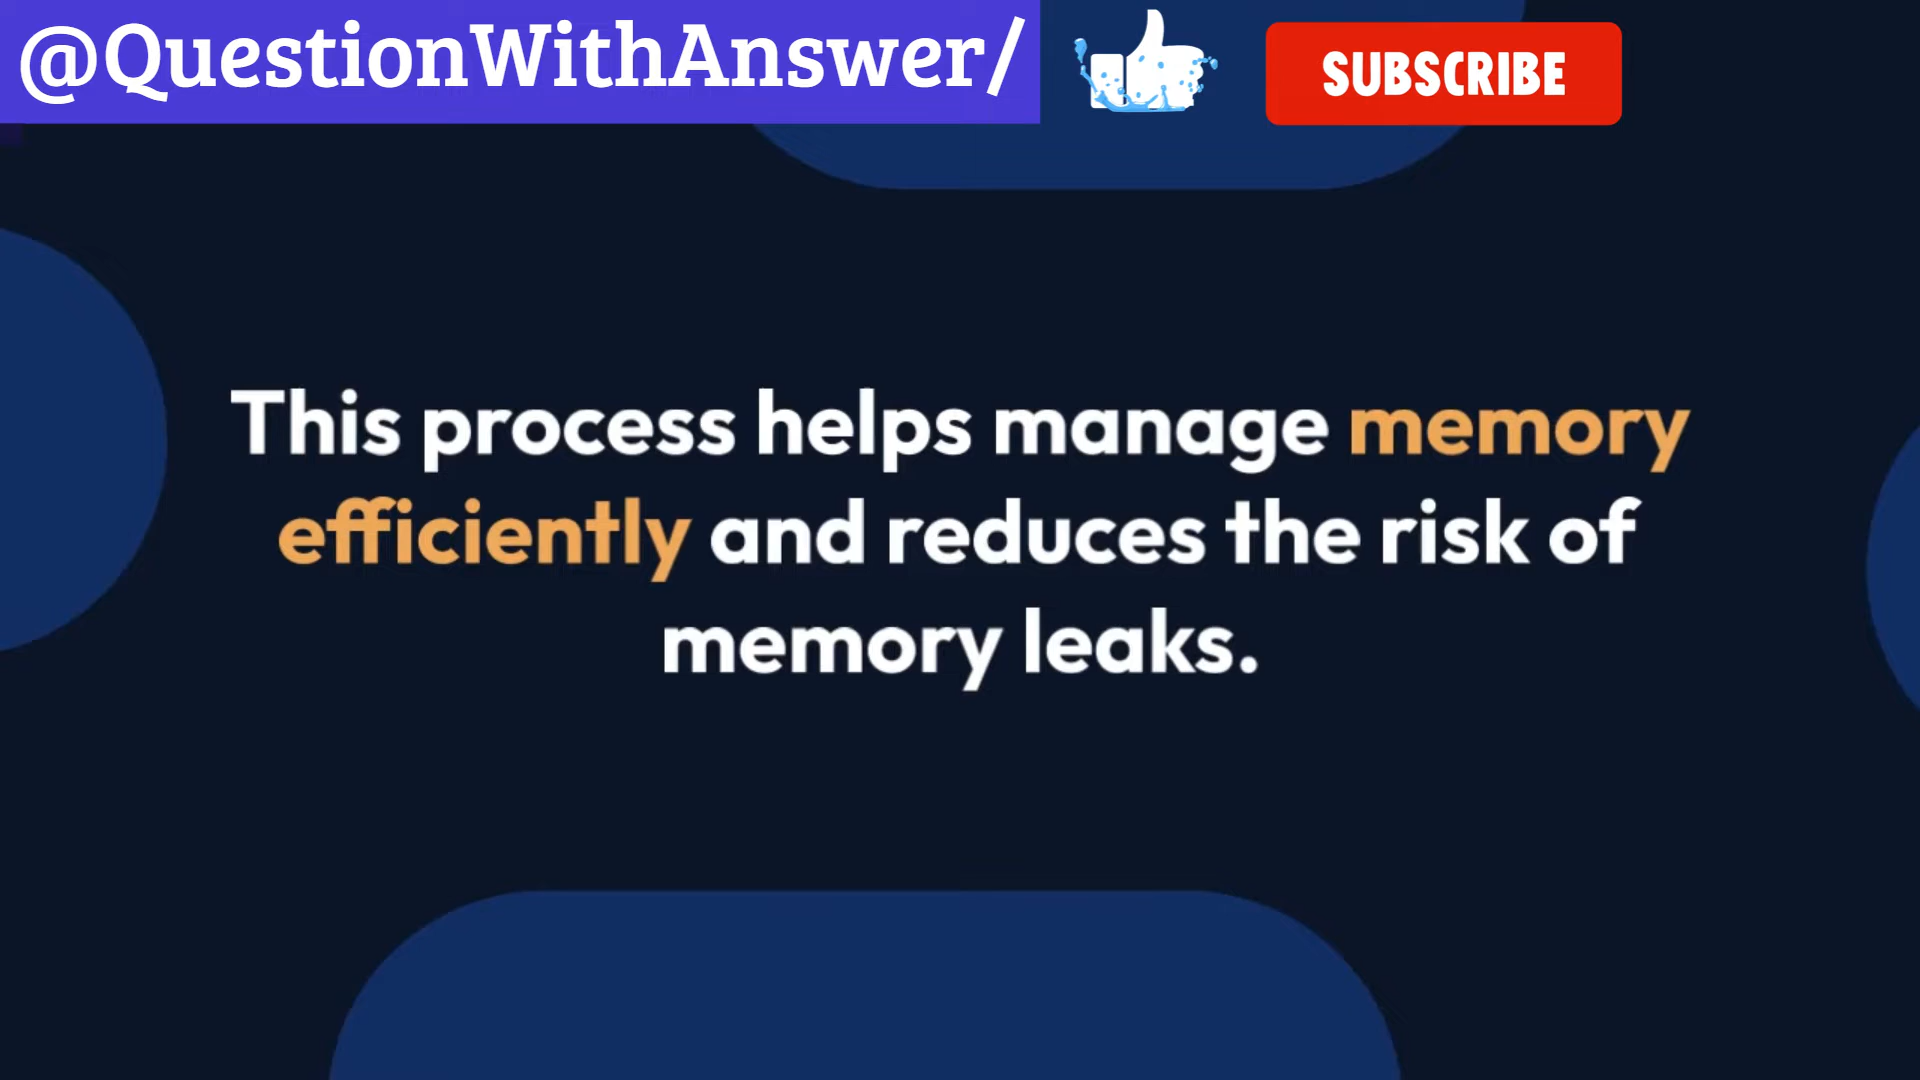 @QuestionWithAnswer/
SUBSCRIBE
This process helps manage memory
efficiently and reduces the risk of
memory leaks.